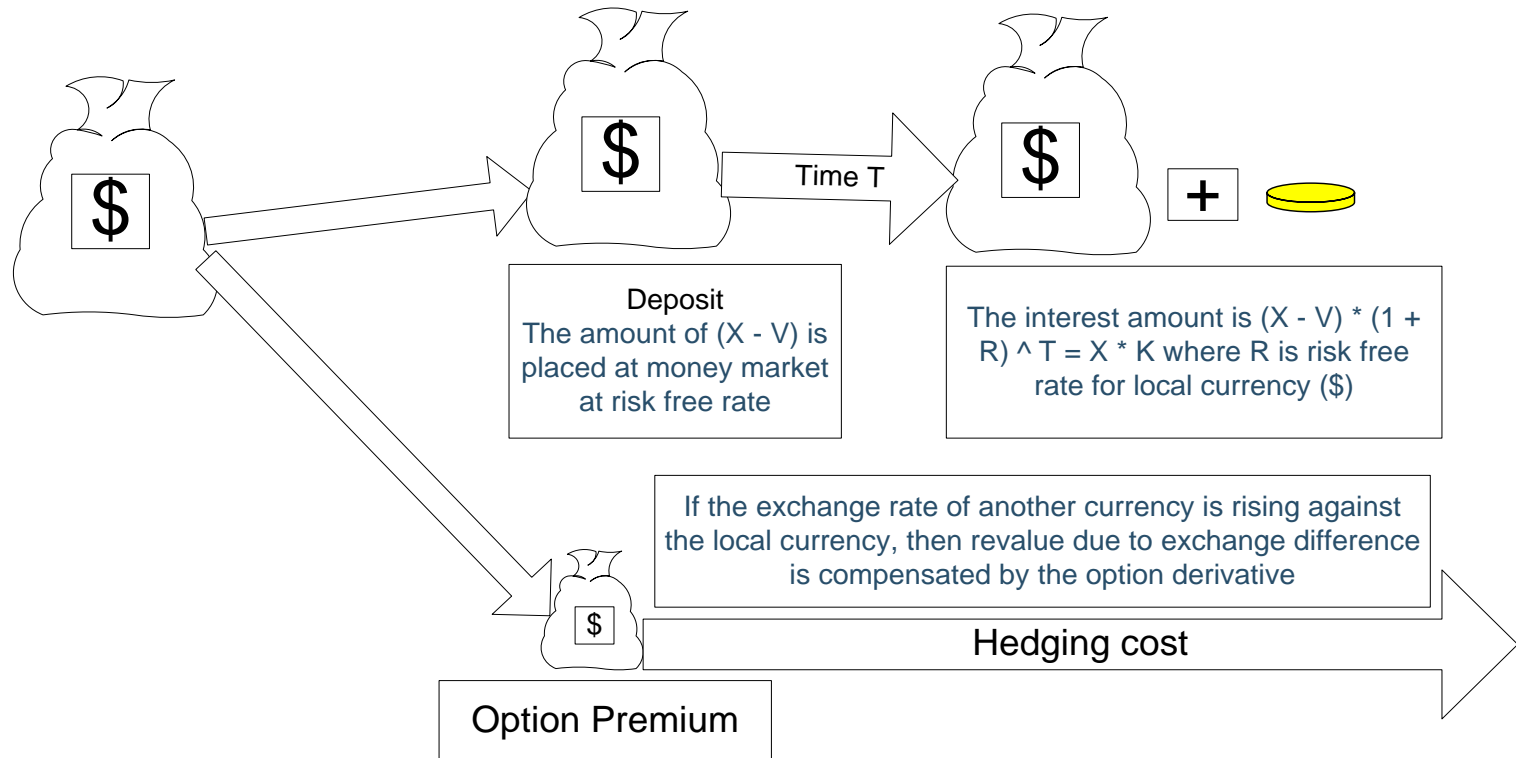 $
$
Time T
$
+
Deposit
The amount of (X - V) is
placed at money market
at risk free rate
The interest amount is (X - V) * (1 +
R) ^ T = X * K where R is risk free
rate for local currency ($)
If the exchange rate of another currency is rising against
the local currency, then revalue due to exchange difference
is compensated by the option derivative
$
Hedging cost
Option Premium